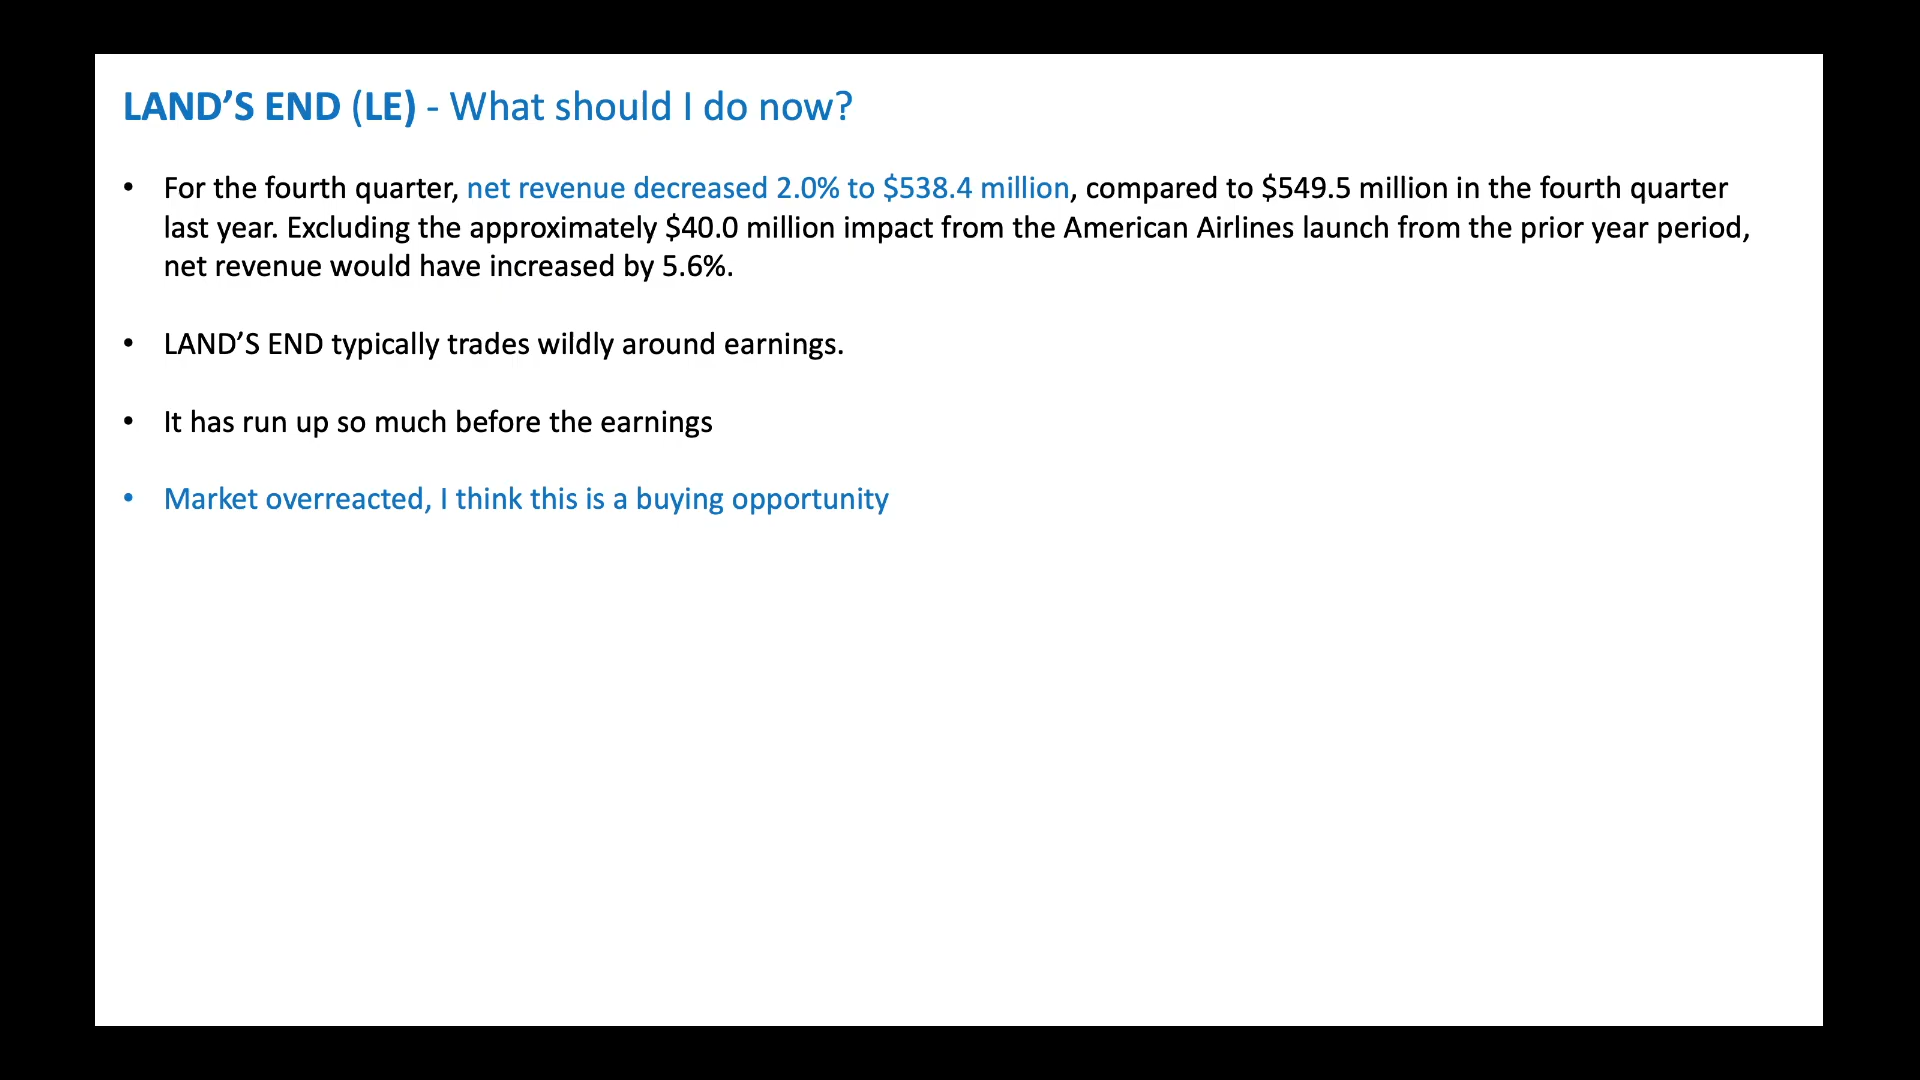 LAND’S END (LE) - What should I do now?
• For the fourth quarter, net revenue decreased 2.0% to $538.4 million, compared to $549.5 million in the fourth quarter
last year. Excluding the approximately $40.0 million impact from the American Airlines launch from the prior year period,
net revenue would have increased by 5.6%.
• LAND’S END typically trades wildly around earnings.
• It has run up so much before the earnings
• Market overreacted, I think this is a buying opportunity